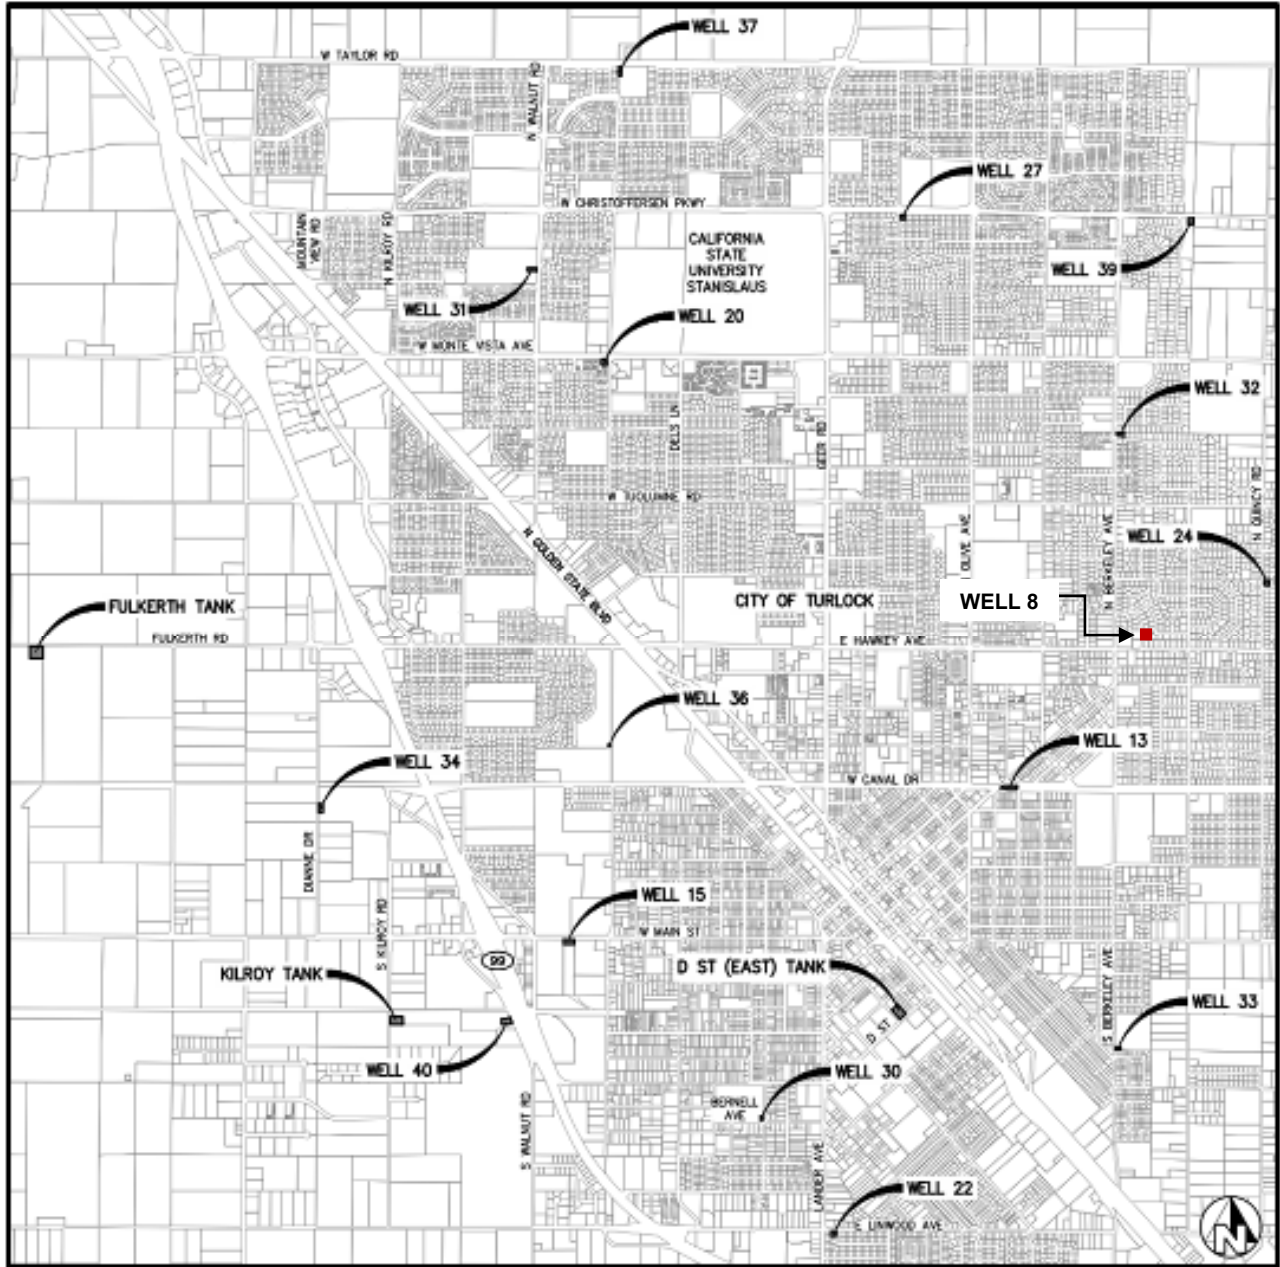 WELL 37
W TAYLOR RD
N WALNUT RD
WELL 27
W CHRISTOFFERSEN PKWY
MOUNTAIN
VIEW RD
N KILROY RD
CALIFORNIA
STATE
UNIVERSITY
STANISLAUS
WELL 39
WELL 31
WELL 20
W MONTE VISTA AVE
WELL 32
DELS LN
GEER RD
W TUOLUMNE RD
N QUINCY RD
N GOLDEN STATE BLVD
OLIVE AVE
N BERKELEY AVE
WELL 24
CITY OF TURLOCK
WELL 8
FULKERTH TANK
FULKERTH RD
E HAWKEY AVE
WELL 36
WELL 13
WELL 34
W CANAL DR
DIANNE DR
WELL 15
S KILROY RD
W MAIN ST
99
KILROY TANK
D ST (EAST) TANK
S BERKELEY AVE
WELL 33
D ST
WELL 40
WELL 30
BERNELL
AVE
S WALNUT RD
LANDER AVE
WELL 22
E LINWOOD AVE
N